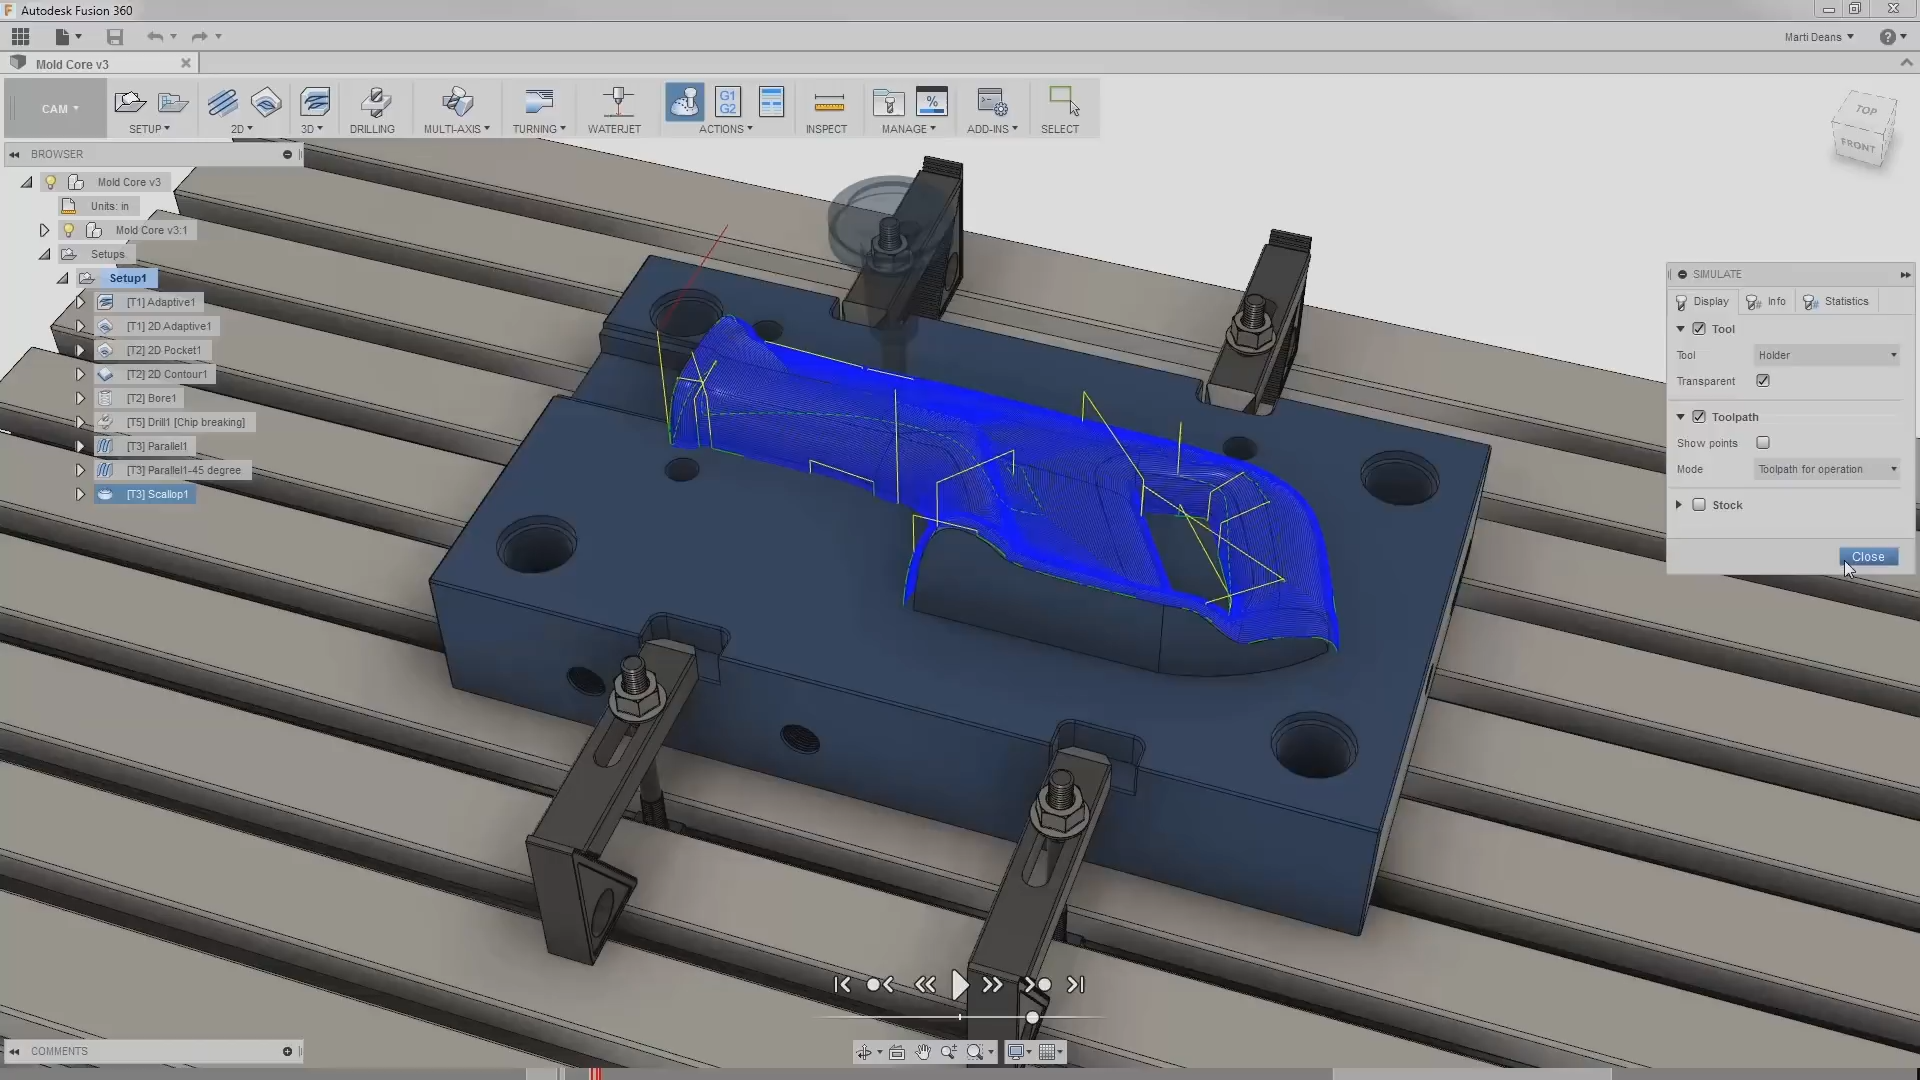 Autodesk Fusion 360
Marti Deans
Mold Core v3
CAM
SETUP
2D
3D
DRILLING
MULTI-AXIS
TURNING
WATERJET
G1
G2
ACTIONS
INSPECT
%
MANAGE
ADD-INS
SELECT
TOP
FRONT
BROWSER
Mold Core v3
Units: in
Mold Core v3:1
Setups
Setup1
[T1] Adaptive1
[T1] 2D Adaptive1
[T2] 2D Pocket1
[T2] 2D Contour1
[T2] Bore1
[T5] Drill1 [Chip breaking]
[T3] Parallel1
[T3] Parallel1-45 degree
[T3] Scallop1
SIMULATE
Display Info Statistics
Tool
Tool Holder
Transparent
Toolpath
Show points
Mode Toolpath for operation
Stock
Close
COMMENTS